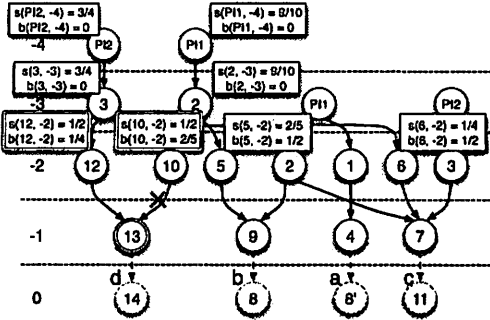 s(PI2, -4) = 3/4
b(PI2, -4) = 0
s(PI1, -4) = 9/10
b(PI1, -4) = 0
-4
PI2
PI1
s(3, -3) = 3/4
b(3, -3) = 0
s(2, -3) = 9/10
b(2, -3) = 0
-3
3
2
PI1
PI2
s(12, -2) = 1/2
b(12, -2) = 1/4
s(10, -2) = 1/2
b(10, -2) = 2/5
s(5, -2) = 2/5
b(5, -2) = 1/2
s(6, -2) = 1/4
b(6, -2) = 1/2
-2
12
10
5
2
1
6
3
-1
13
9
4
7
d
b
a
c
0
14
8
8'
11